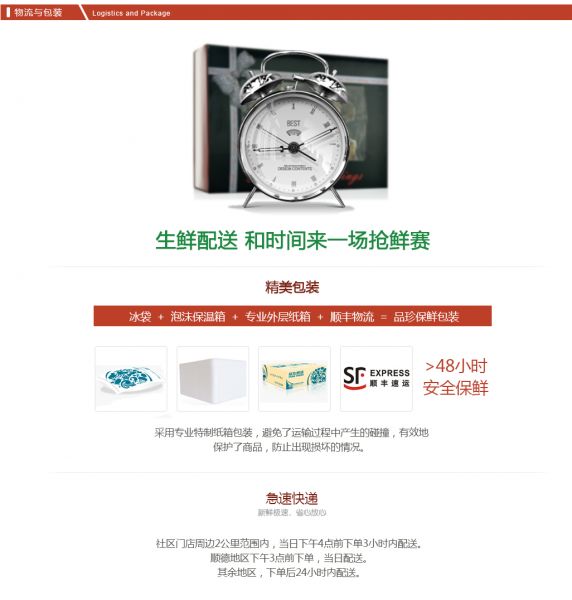 物流与包装 Logistics and Package
BEST
DESIGN CONTENTS
生鲜配送 和时间来一场抢鲜赛
精美包装
冰袋 + 泡沫保温箱 + 专业外层纸箱 + 顺丰物流 = 品珍保鲜包装
SF EXPRESS
顺丰速运
>48小时
安全保鲜
采用专业特制纸箱包装，避免了运输过程中产生的碰撞，有效地
保护了商品，防止出现损坏的情况。
急速快递
新鲜极速、省心放心
社区门店周边2公里范围内，当日下午4点前下单3小时内配送。
顺德地区下午3点前下单，当日配送。
其余地区，下单后24小时内配送。